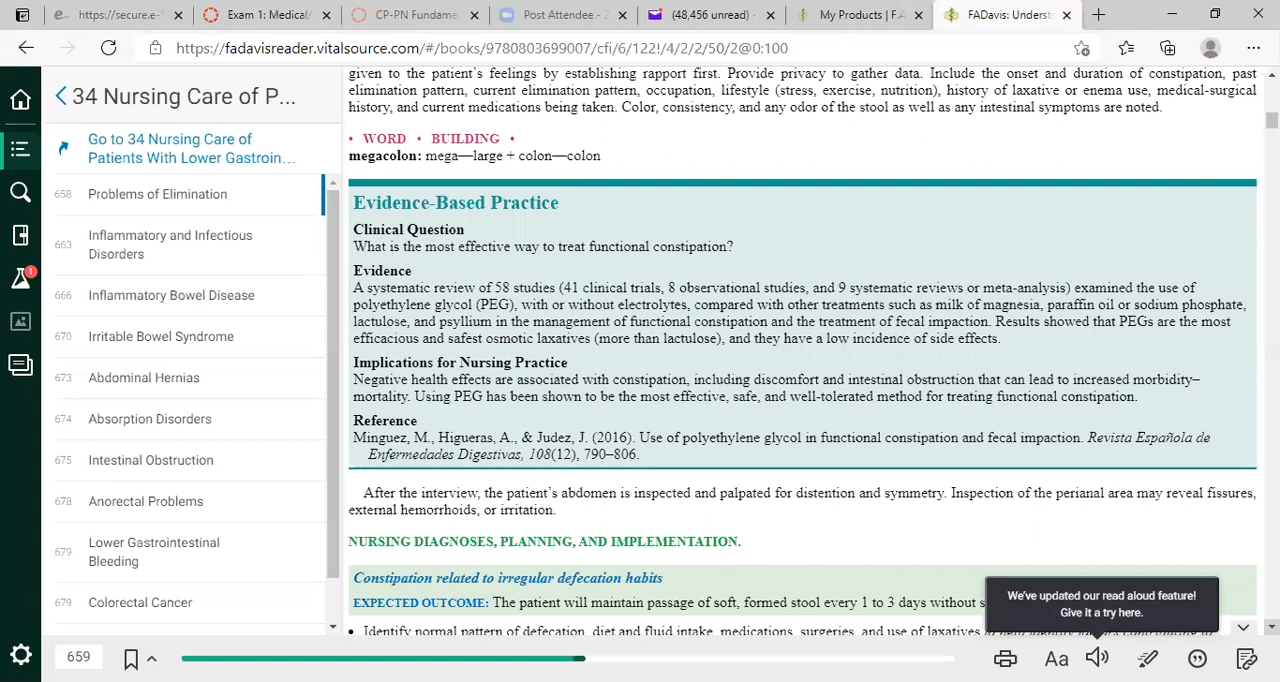 https://secure.e-
Exam 1: Medical/
CP-PN Fundame
Post Attendee - 2
(48,456 unread) -
My Products | F.A
FADavis: Underst
https://fadavisreader.vitalsource.com/#/books/9780803699007/cfi/6/122!/4/2/2/50/2@0:100
34 Nursing Care of P...
Go to 34 Nursing Care of
Patients With Lower Gastroin...
658 Problems of Elimination
663 Inflammatory and Infectious
Disorders
666 Inflammatory Bowel Disease
670 Irritable Bowel Syndrome
673 Abdominal Hernias
674 Absorption Disorders
675 Intestinal Obstruction
678 Anorectal Problems
679 Lower Gastrointestinal
Bleeding
679 Colorectal Cancer
given to the patient's feelings by establishing rapport first. Provide privacy to gather data. Include the onset and duration of constipation, past
elimination pattern, current elimination pattern, occupation, lifestyle (stress, exercise, nutrition), history of laxative or enema use, medical-surgical
history, and current medications being taken. Color, consistency, and any odor of the stool as well as any intestinal symptoms are noted.
• WORD • BUILDING •
megacolon: mega—large + colon—colon
Evidence-Based Practice
Clinical Question
What is the most effective way to treat functional constipation?
Evidence
A systematic review of 58 studies (41 clinical trials, 8 observational studies, and 9 systematic reviews or meta-analysis) examined the use of
polyethylene glycol (PEG), with or without electrolytes, compared with other treatments such as milk of magnesia, paraffin oil or sodium phosphate,
lactulose, and psyllium in the management of functional constipation and the treatment of fecal impaction. Results showed that PEGs are the most
efficacious and safest osmotic laxatives (more than lactulose), and they have a low incidence of side effects.
Implications for Nursing Practice
Negative health effects are associated with constipation, including discomfort and intestinal obstruction that can lead to increased morbidity–
mortality. Using PEG has been shown to be the most effective, safe, and well-tolerated method for treating functional constipation.
Reference
Minguez, M., Higueras, A., & Judez, J. (2016). Use of polyethylene glycol in functional constipation and fecal impaction. Revista Española de
Enfermedades Digestivas, 108(12), 790–806.
After the interview, the patient's abdomen is inspected and palpated for distention and symmetry. Inspection of the perianal area may reveal fissures,
external hemorrhoids, or irritation.
NURSING DIAGNOSES, PLANNING, AND IMPLEMENTATION.
Constipation related to irregular defecation habits
EXPECTED OUTCOME: The patient will maintain passage of soft, formed stool every 1 to 3 days without s
• Identify normal pattern of defecation, diet and fluid intake, medications, surgeries, and use of laxatives
We've updated our read aloud feature!
Give it a try here.
1
659
Aa